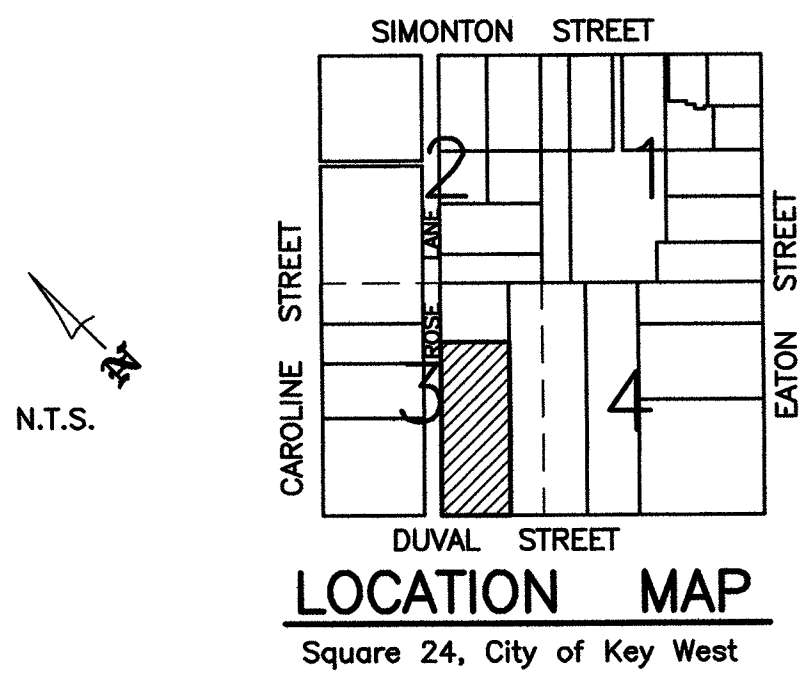 SIMONTON STREET
2
1
ROSE LANE
CAROLINE STREET
EATON STREET
N
N.T.S.
3
4
DUVAL STREET
LOCATION MAP
Square 24, City of Key West